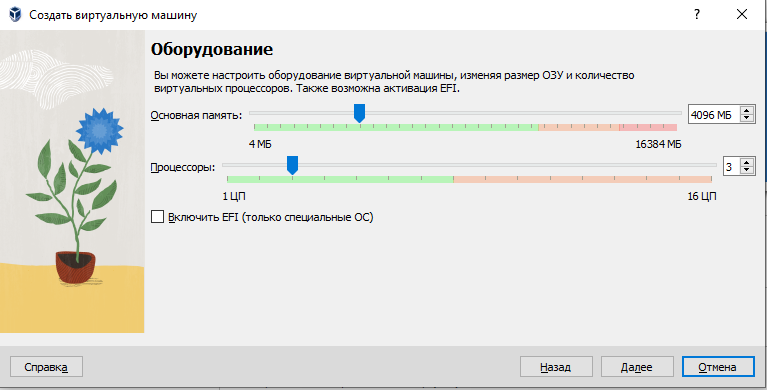 Создать виртуальную машину
Оборудование
Вы можете настроить оборудование виртуальной машины, изменяя размер ОЗУ и количество
виртуальных процессоров. Также возможна активация EFI.
Основная память: 4096 МБ
4 МБ 16384 МБ
Процессоры: 3
1 ЦП 16 ЦП
Включить EFI (только специальные ОС)
Справка Назад Далее Отмена